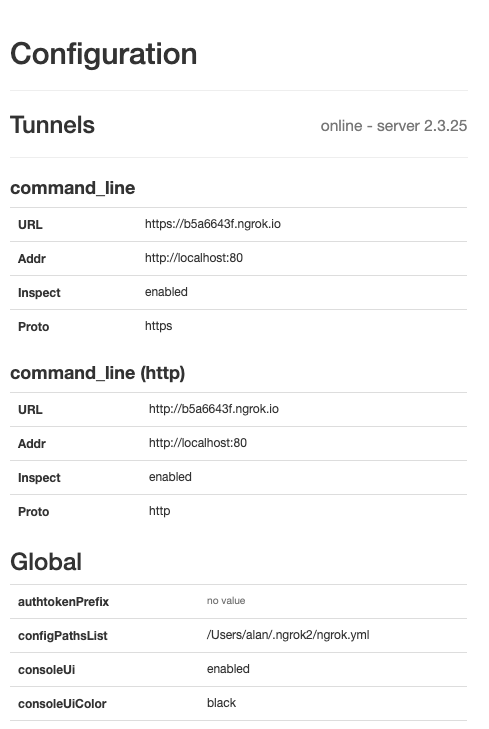 Configuration
Tunnels online - server 2.3.25
command_line
URL https://b5a6643f.ngrok.io
Addr http://localhost:80
Inspect enabled
Proto https
command_line (http)
URL http://b5a6643f.ngrok.io
Addr http://localhost:80
Inspect enabled
Proto http
Global
authtokenPrefix no value
configPathsList /Users/alan/.ngrok2/ngrok.yml
consoleUi enabled
consoleUiColor black